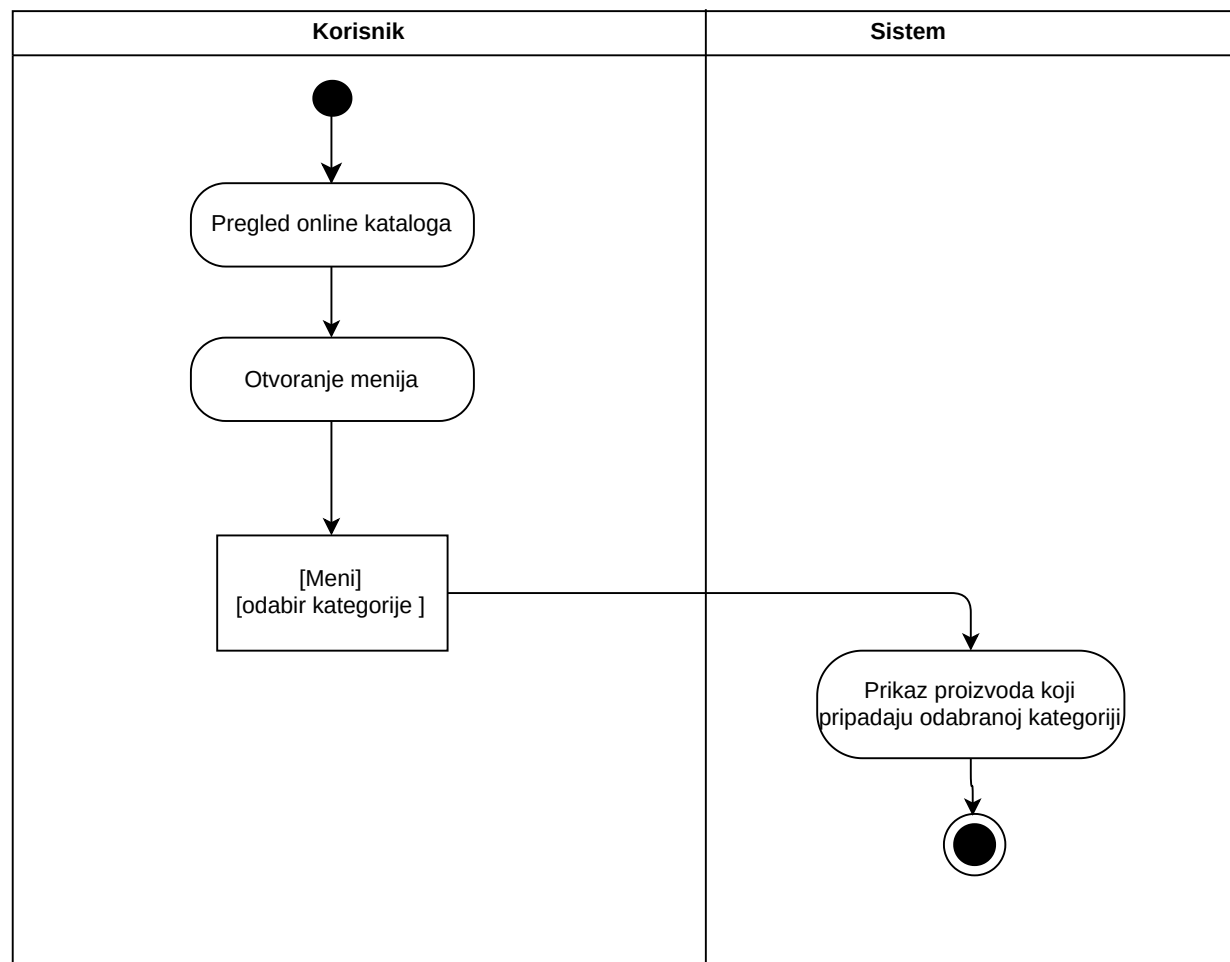 Korisnik
Sistem
Pregled online kataloga
Otvoranje menija
[Meni]
[odabir kategorije ]
Prikaz proizvoda koji
pripadaju odabranoj kategoriji